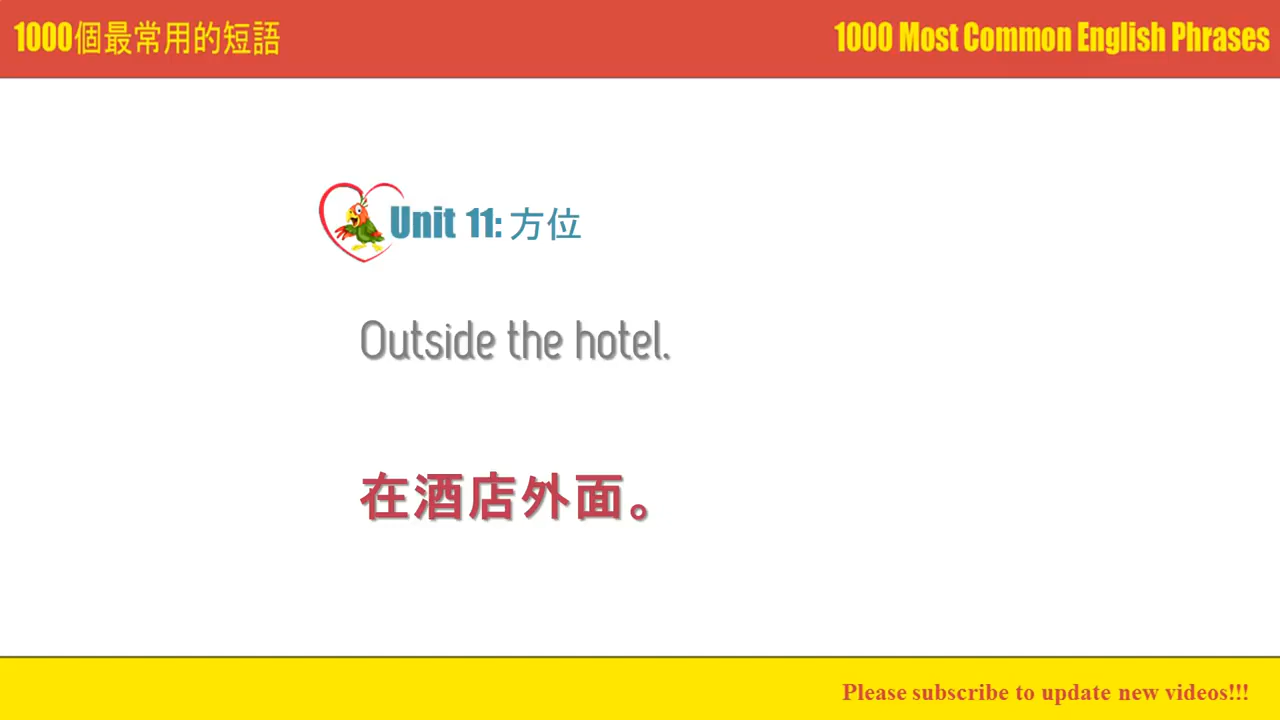 1000個最常用的短語
1000 Most Common English Phrases
Unit 11: 方位
Outside the hotel.
在酒店外面。
Please subscribe to update new videos!!!